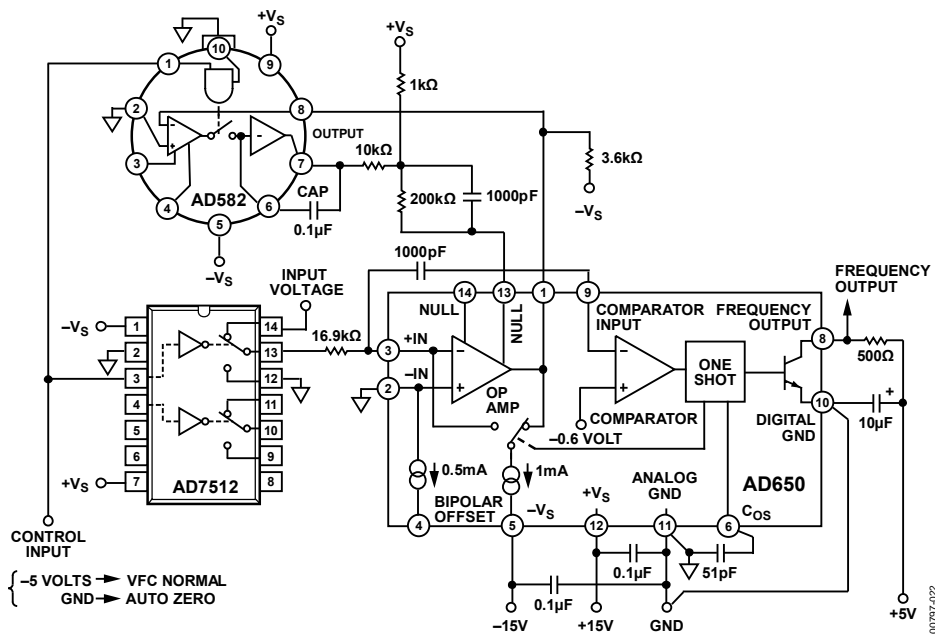 +VS
+VS
10
1
9
1kΩ
2
8
OUTPUT
10kΩ
3.6kΩ
3
7
AD582
CAP
200kΩ
1000pF
–VS
4
6
0.1µF
5
–VS
1000pF
INPUT
VOLTAGE
FREQUENCY
OUTPUT
14
13
1
9
NULL
NULL
COMPARATOR
INPUT
FREQUENCY
OUTPUT
–VS
1
14
16.9kΩ
3
+IN
8
2
13
500Ω
3
12
2
–IN
OP
AMP
ONE
SHOT
4
11
COMPARATOR
10
+
5
10
–0.6 VOLT
DIGITAL
GND
10µF
6
9
0.5mA
1mA
ANALOG
GND
+VS
7
8
+VS
AD650
AD7512
BIPOLAR
OFFSET
–VS
COS
4
5
12
11
6
CONTROL
INPUT
0.1µF
51pF
–5 VOLTS
VFC NORMAL
GND
AUTO ZERO
0.1µF
–15V
+15V
GND
+5V
00797-022